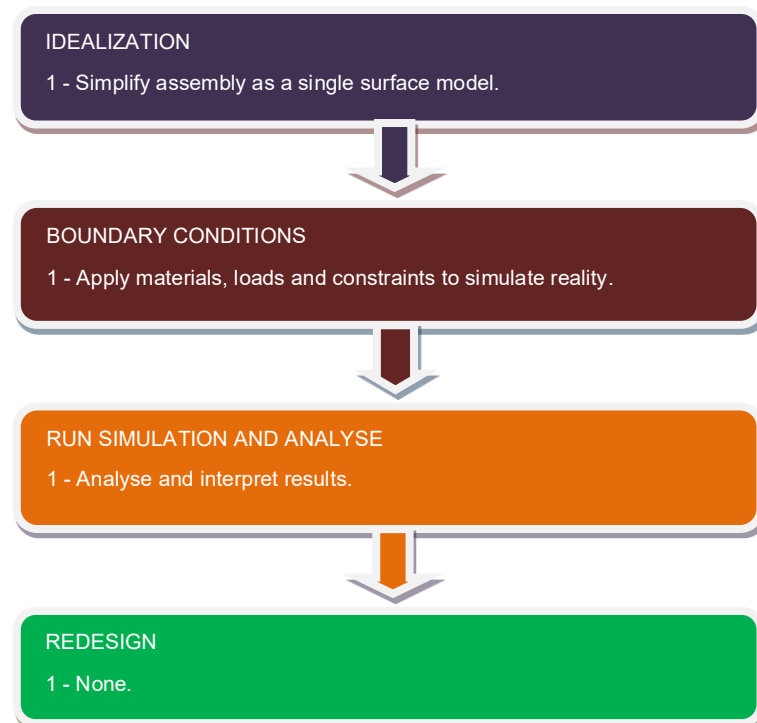 IDEALIZATION
1 - Simplify assembly as a single surface model.
BOUNDARY CONDITIONS
1 - Apply materials, loads and constraints to simulate reality.
RUN SIMULATION AND ANALYSE
1 - Analyse and interpret results.
REDESIGN
1 - None.